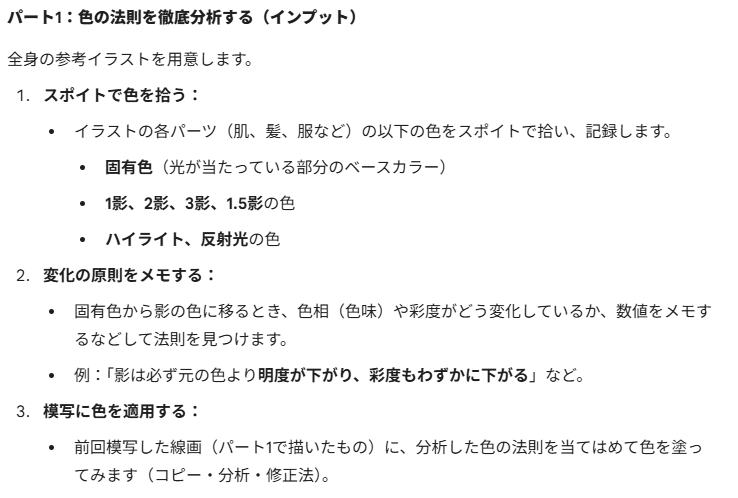 パート1：色の法則を徹底分析する（インプット）
全身の参考イラストを用意します。
1. スポイトで色を拾う：
• イラストの各パーツ（肌、髪、服など）の以下の色をスポイトで拾い、記録します。
• 固有色（光が当たっている部分のベースカラー）
• 1影、2影、3影、1.5影の色
• ハイライト、反射光の色
2. 変化の原則をメモする：
• 固有色から影の色に移るとき、色相（色味）や彩度がどう変化しているか、数値をメモす
るなどして法則を見つけます。
• 例：「影は必ず元の色より明度が下がり、彩度もわずかに下がる」など。
3. 模写に色を適用する：
• 前回模写した線画（パート1で描いたもの）に、分析した色の法則を当てはめて色を塗っ
てみます（コピー・分析・修正法）。